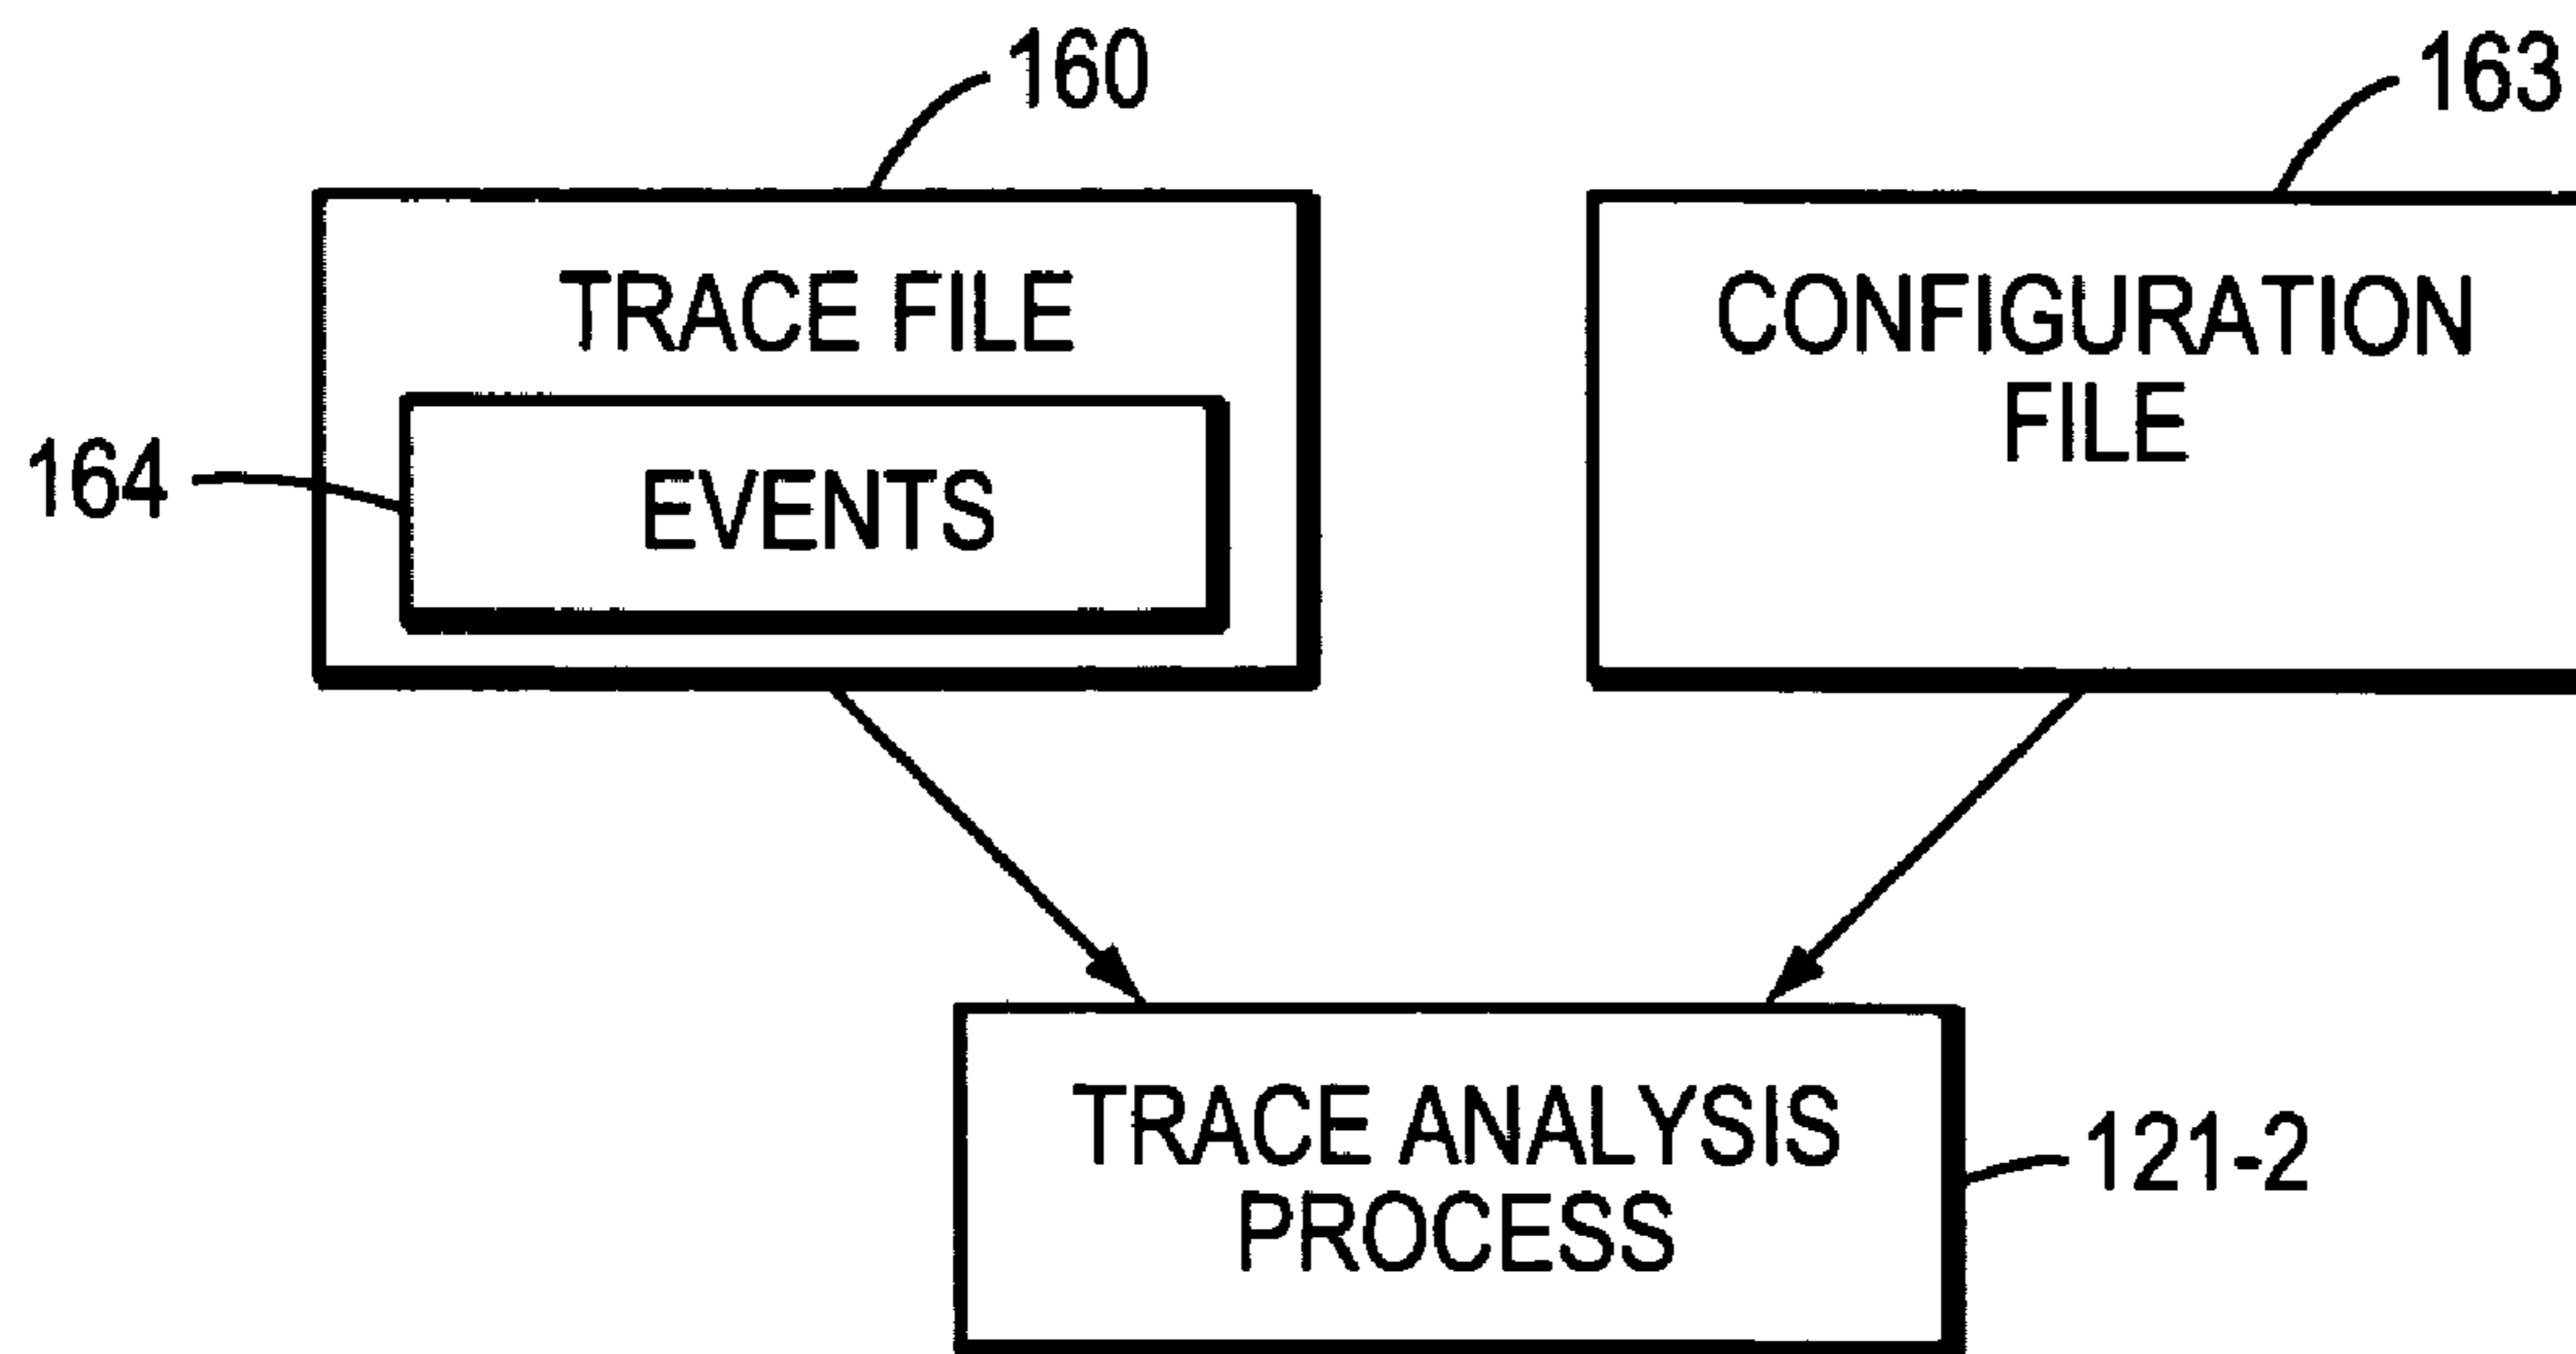 160
163
TRACE FILE
CONFIGURATION
FILE
164
EVENTS
TRACE ANALYSIS
PROCESS
121-2